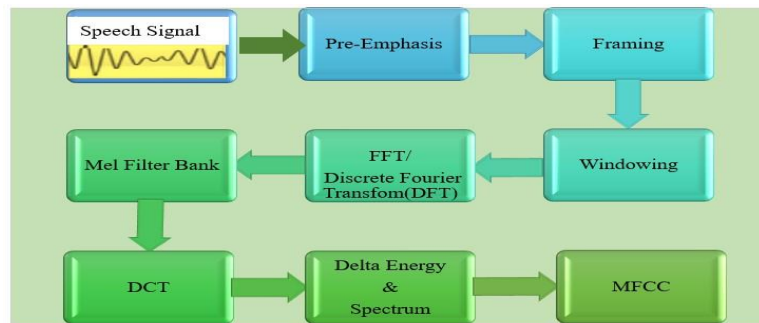 Speech Signal
Pre-Emphasis
Framing
Windowing
FFT/
Discrete Fourier
Transfom(DFT)
Mel Filter Bank
DCT
Delta Energy
&
Spectrum
MFCC